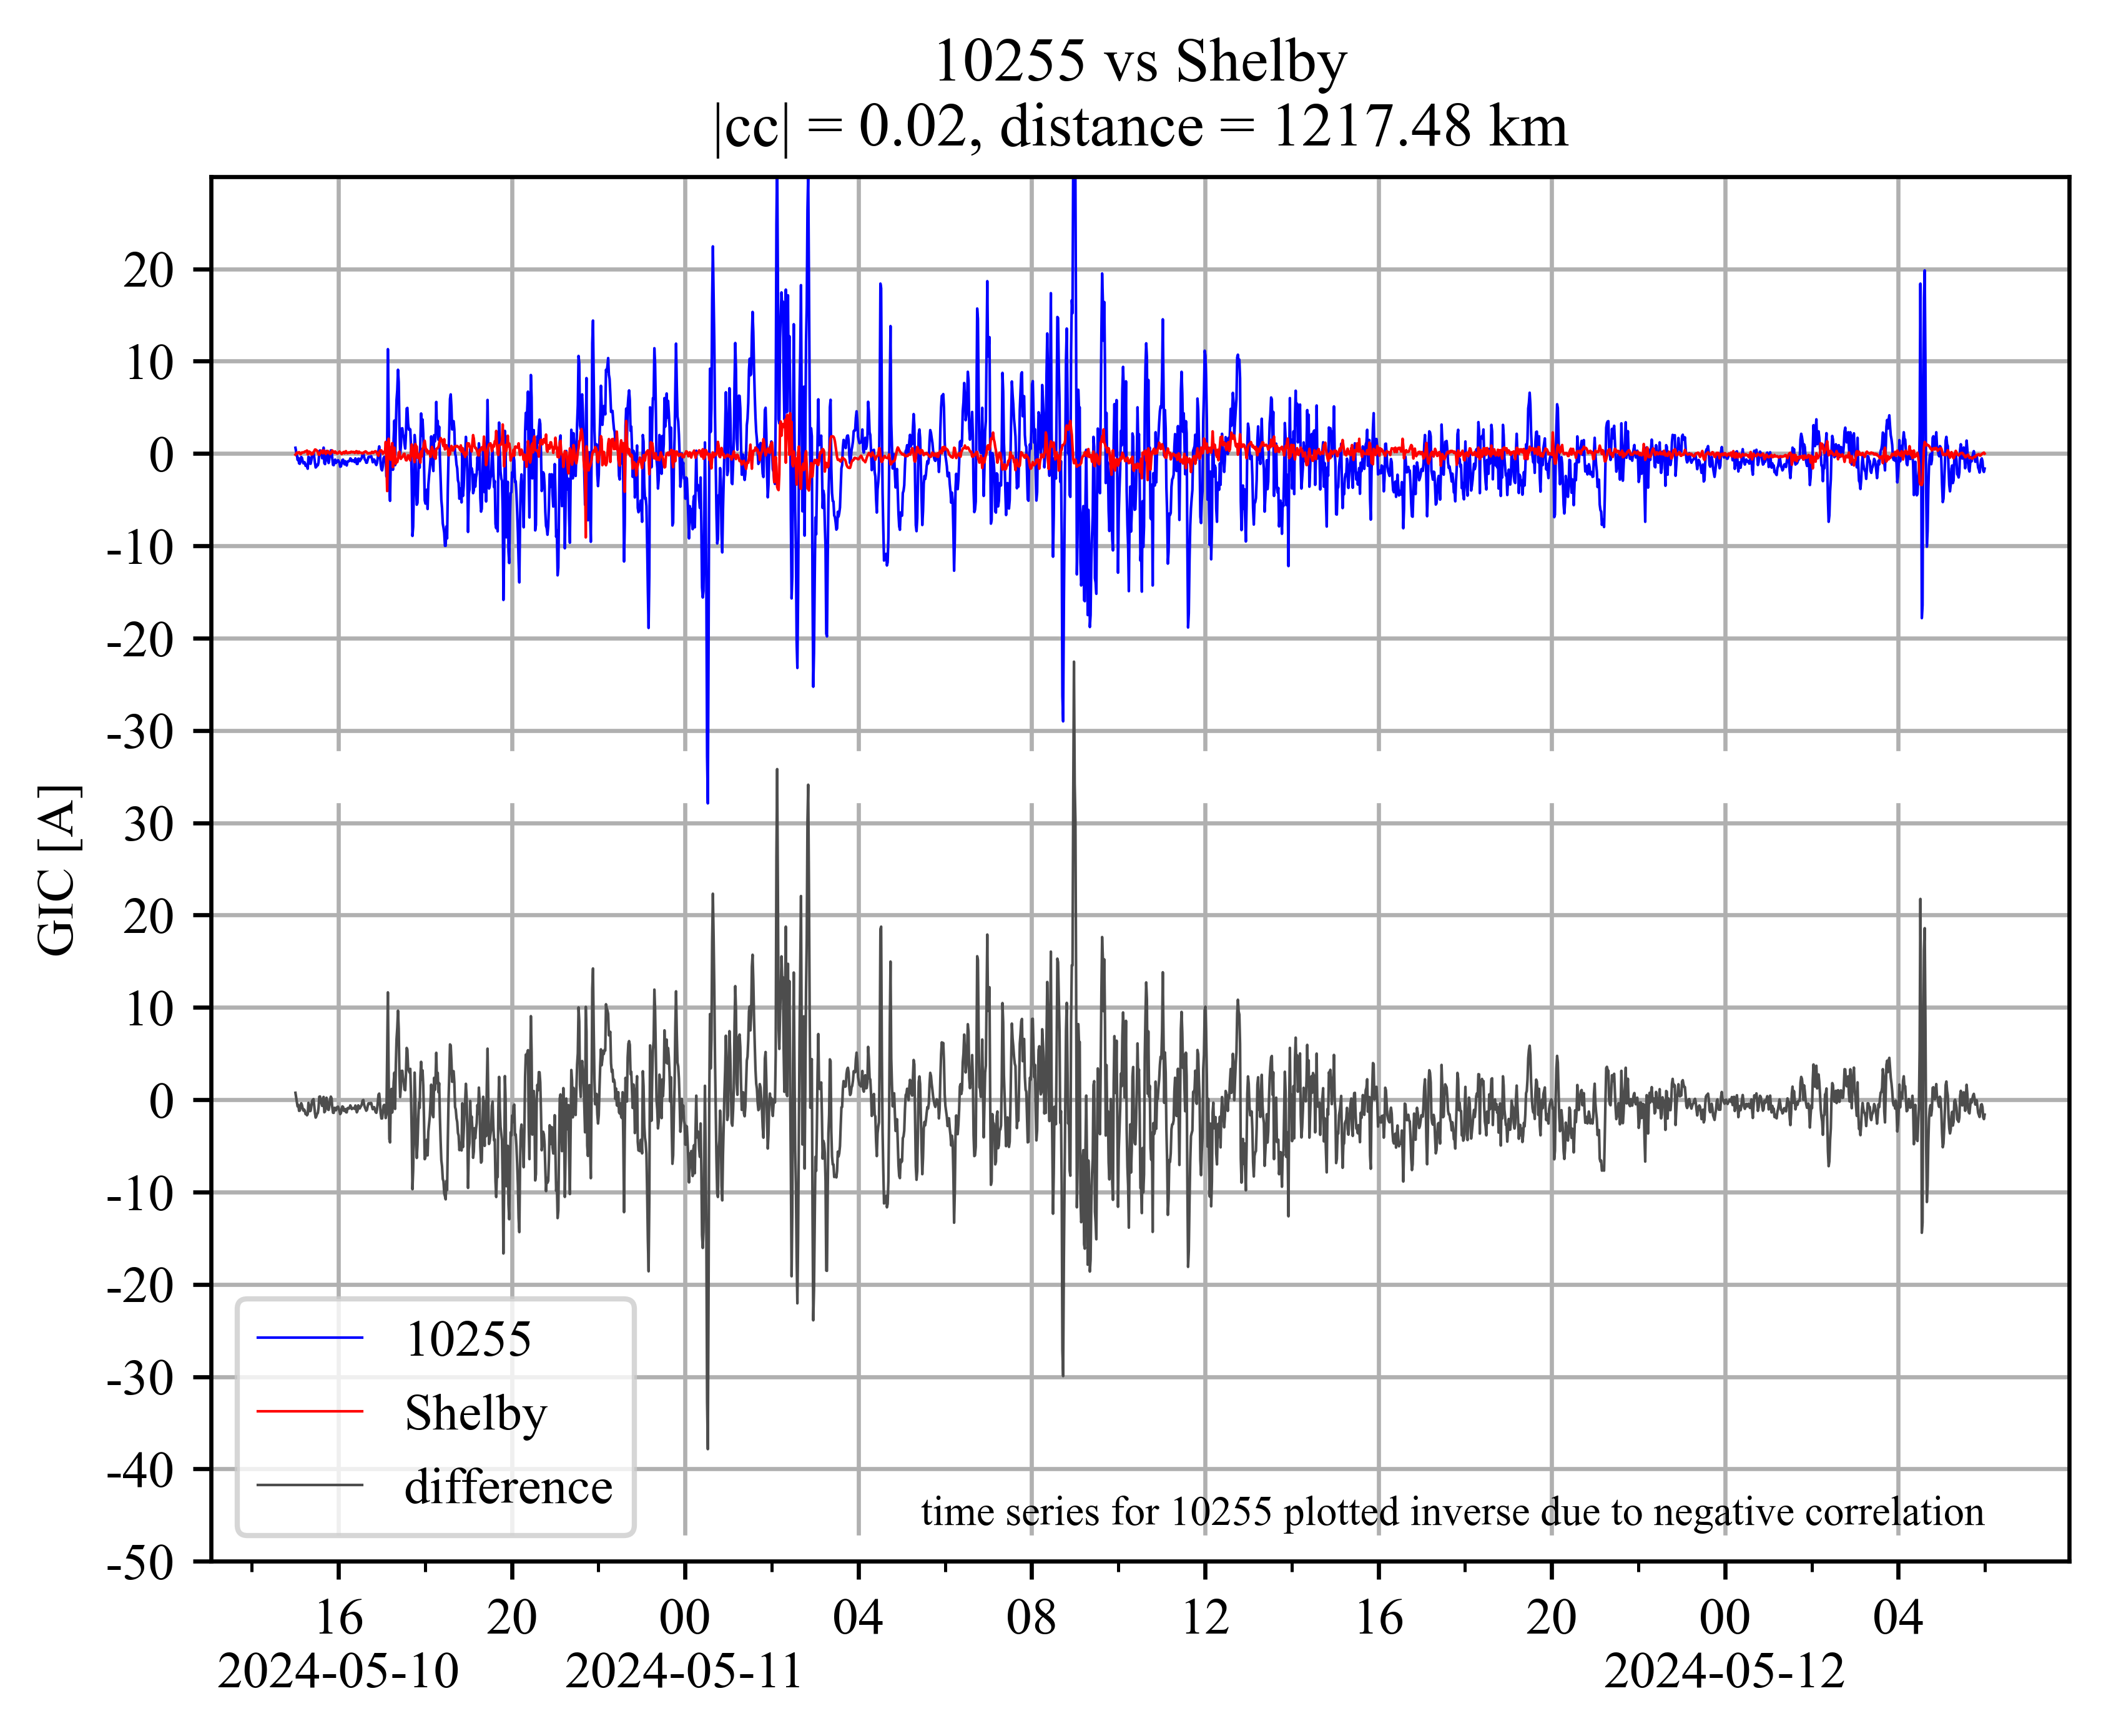 10255 vs Shelby
|cc| = 0.02, distance = 1217.48 km
GIC [A]
20
10
0
-10
-20
-30
30
20
10
0
-10
-20
-30
-40
-50
10255
Shelby
difference
time series for 10255 plotted inverse due to negative correlation
16 20 00 04 08 12 16 20 00 04
2024-05-10 2024-05-11 2024-05-12